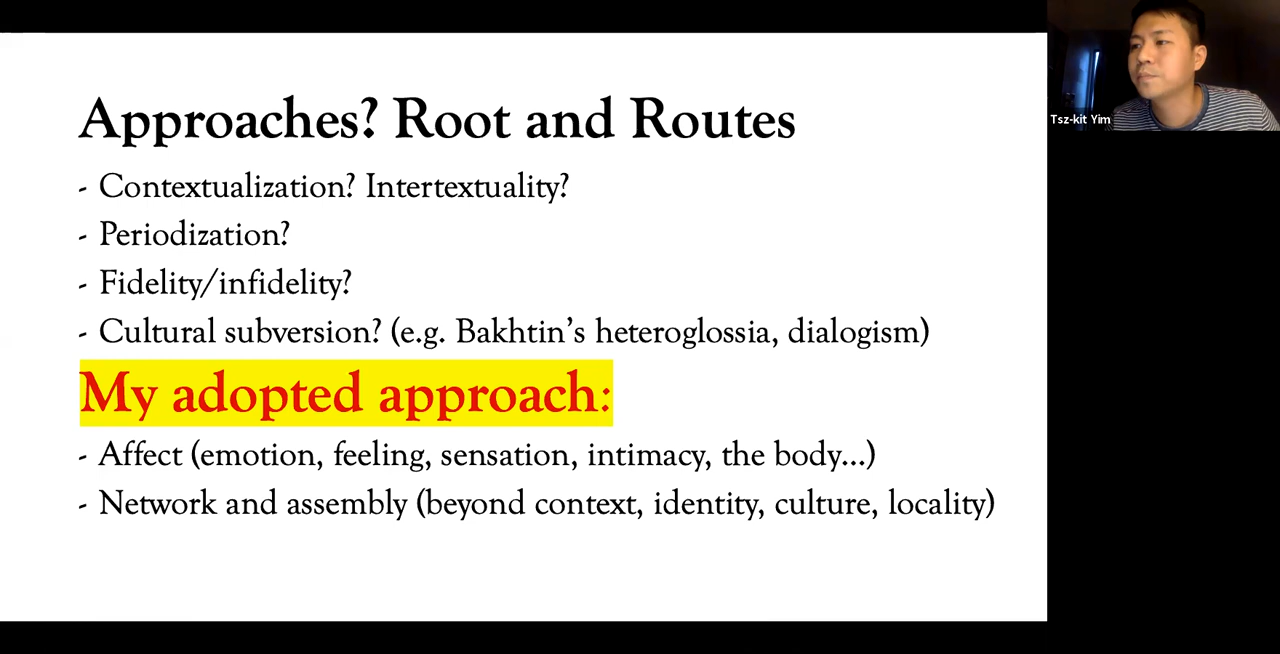 Approaches? Root and Routes
- Contextualization? Intertextuality?
- Periodization?
- Fidelity/infidelity?
- Cultural subversion? (e.g. Bakhtin’s heteroglossia, dialogism)
My adopted approach:
- Affect (emotion, feeling, sensation, intimacy, the body...)
- Network and assembly (beyond context, identity, culture, locality)
Tsz-kit Yim